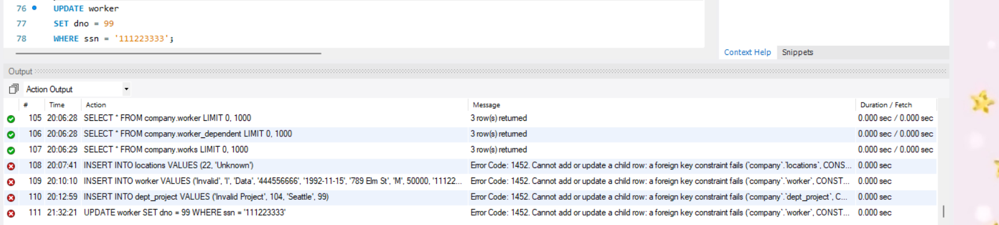 76 UPDATE worker
77 SET dno = 99
78 WHERE ssn = '111223333';
Context Help Snippets
Output
Action Output
# Time Action Message Duration / Fetch
105 20:06:28 SELECT * FROM company.worker LIMIT 0, 1000 3 row(s) returned 0.000 sec / 0.000 sec
106 20:06:28 SELECT * FROM company.worker_dependent LIMIT 0, 1000 3 row(s) returned 0.000 sec / 0.000 sec
107 20:06:29 SELECT * FROM company.works LIMIT 0, 1000 3 row(s) returned 0.000 sec / 0.000 sec
108 20:07:41 INSERT INTO locations VALUES (22, 'Unknown') Error Code: 1452. Cannot add or update a child row: a foreign key constraint fails (`company`.`locations`, CONS... 0.000 sec
109 20:10:10 INSERT INTO worker VALUES ('Invalid', 'I', 'Data', '444556666', '1992-11-15', '789 Elm St', 'M', 50000, '11122... Error Code: 1452. Cannot add or update a child row: a foreign key constraint fails (`company`.`worker`, CONST... 0.000 sec
110 20:12:59 INSERT INTO dept_project VALUES ('Invalid Project', 104, 'Seattle', 99) Error Code: 1452. Cannot add or update a child row: a foreign key constraint fails (`company`.`dept_project`, C... 0.000 sec
111 21:32:21 UPDATE worker SET dno = 99 WHERE ssn = '111223333' Error Code: 1452. Cannot add or update a child row: a foreign key constraint fails (`company`.`worker`, CONST... 0.000 sec